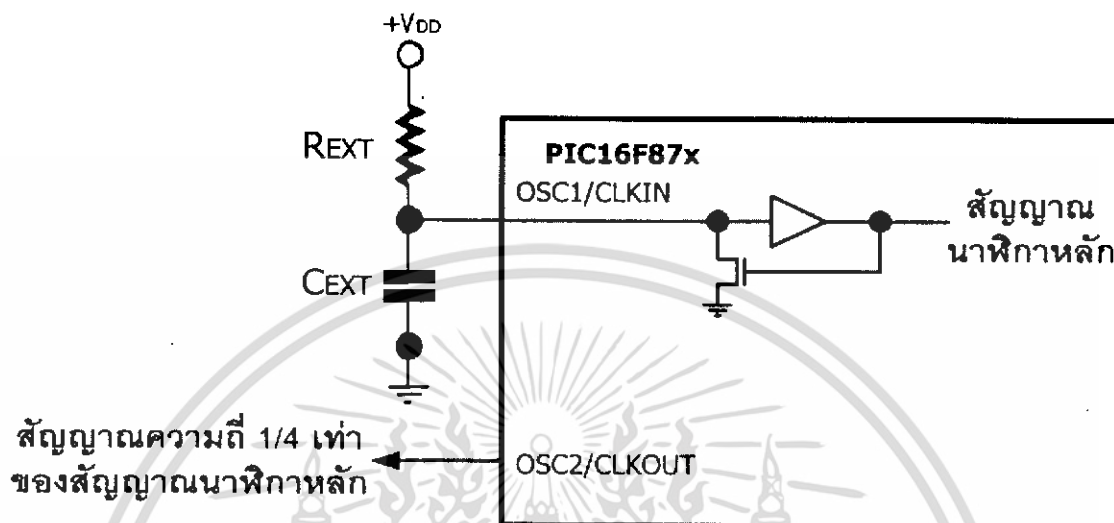 +VDD
REXT
PIC16F87x
OSC1/CLKIN
สัญญาณ
นาฬิกาหลัก
CEXT
สัญญาณความถี่ 1/4 เท่า
ของสัญญาณนาฬิกาหลัก
OSC2/CLKOUT